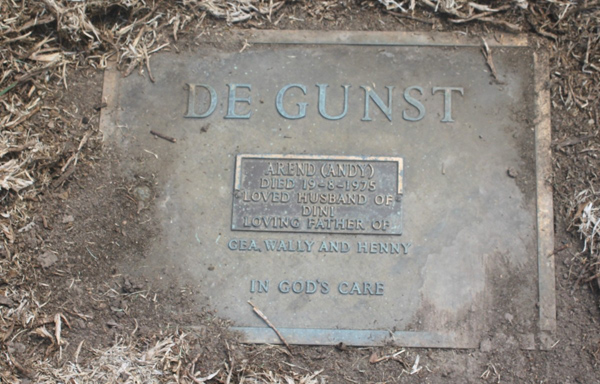 DE GUNST
AREND (ANDY)
DIED 19-8-1975
LOVED HUSBAND OF
DINI
LOVING FATHER OF
GEA, WALLY AND HENNY
IN GOD'S CARE